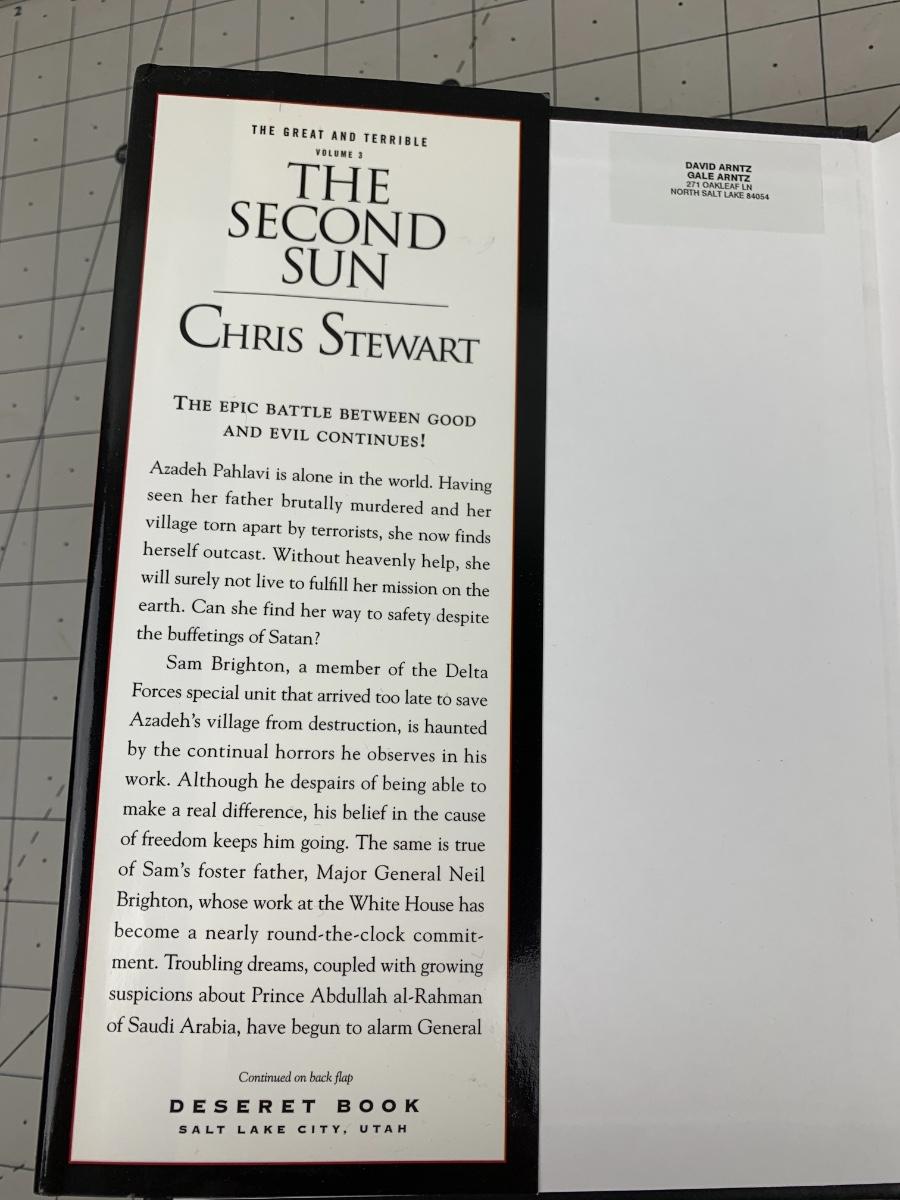 THE GREAT AND TERRIBLE
VOLUME 3
THE
SECOND
SUN
CHRIS STEWART
THE EPIC BATTLE BETWEEN GOOD
AND EVIL CONTINUES!
Azadeh Pahlavi is alone in the world. Having
seen her father brutally murdered and her
village torn apart by terrorists, she now finds
herself outcast. Without heavenly help, she
will surely not live to fulfill her mission on the
earth. Can she find her way to safety despite
the buffetings of Satan?
Sam Brighton, a member of the Delta
Forces special unit that arrived too late to save
Azadeh's village from destruction, is haunted
by the continual horrors he observes in his
work. Although he despairs of being able to
make a real difference, his belief in the cause
of freedom keeps him going. The same is true
of Sam's foster father, Major General Neil
Brighton, whose work at the White House has
become a nearly round-the-clock commit-
ment. Troubling dreams, coupled with growing
suspicions about Prince Abdullah al-Rahman
of Saudi Arabia, have begun to alarm General
Continued on back flap
DESERET BOOK
SALT LAKE CITY, UTAH
DAVID ARNTZ
GALE ARNTZ
271 OAKLEAF LN
NORTH SALT LAKE 84054
2